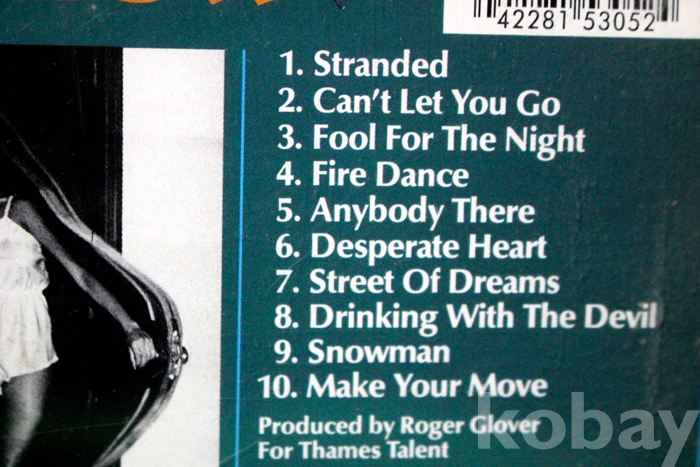 42281 53052
1. Stranded
2. Can't Let You Go
3. Fool For The Night
4. Fire Dance
5. Anybody There
6. Desperate Heart
7. Street Of Dreams
8. Drinking With The Devil
9. Snowman
10. Make Your Move
Produced by Roger Glover
For Thames Talent
kobay